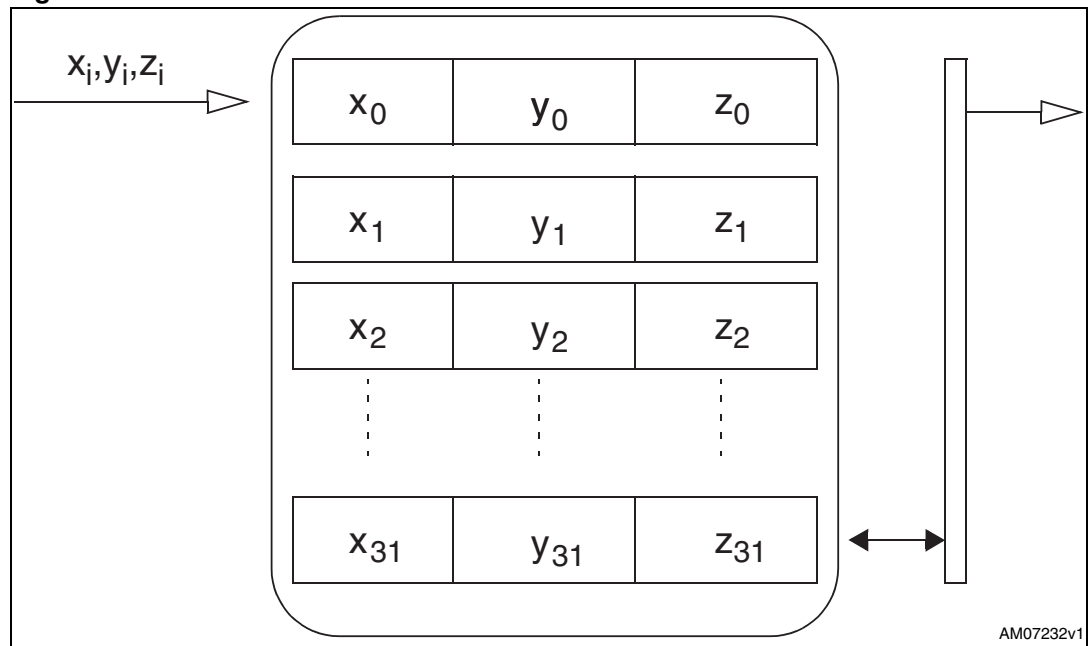 xᵢ,yᵢ,zᵢ
x₀ y₀ z₀
x₁ y₁ z₁
x₂ y₂ z₂
x₃₁ y₃₁ z₃₁
AM07232v1